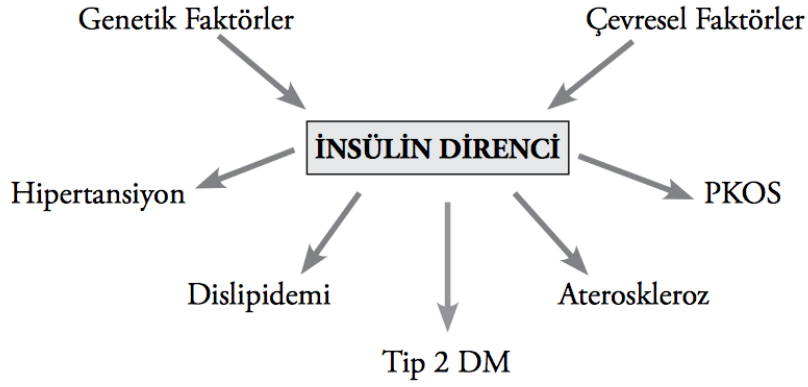 Genetik Faktörler
Çevresel Faktörler
İNSÜLİN DİRENCİ
Hipertansiyon
PKOS
Dislipidemi
Ateroskleroz
Tip 2 DM